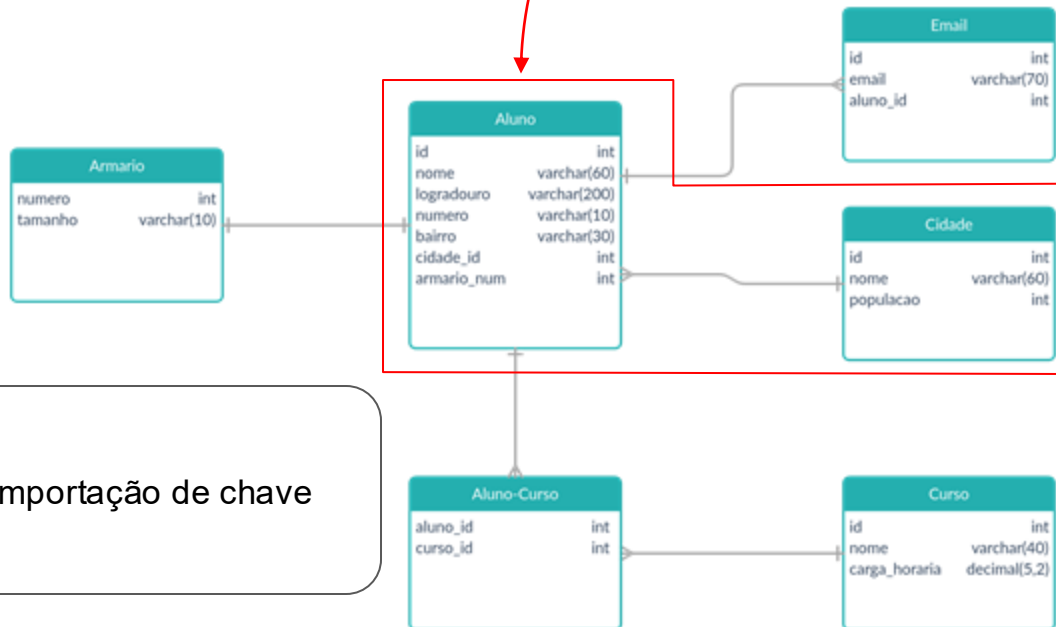 Email
id int
email varchar(70)
aluno_id int
Aluno
id int
nome varchar(60)
logradouro varchar(200)
numero varchar(10)
bairro varchar(30)
cidade_id int
armario_num int
Armario
numero int
tamanho varchar(10)
Cidade
id int
nome varchar(60)
populacao int
mportação de chave
Aluno-Curso
aluno_id int
curso_id int
Curso
id int
nome varchar(40)
carga_horaria decimal(5,2)